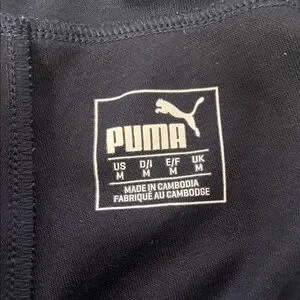 PUMA
US D/I E/F UK
M M M M
MADE IN CAMBODIA
FABRIQUÉ AU CAMBODGE